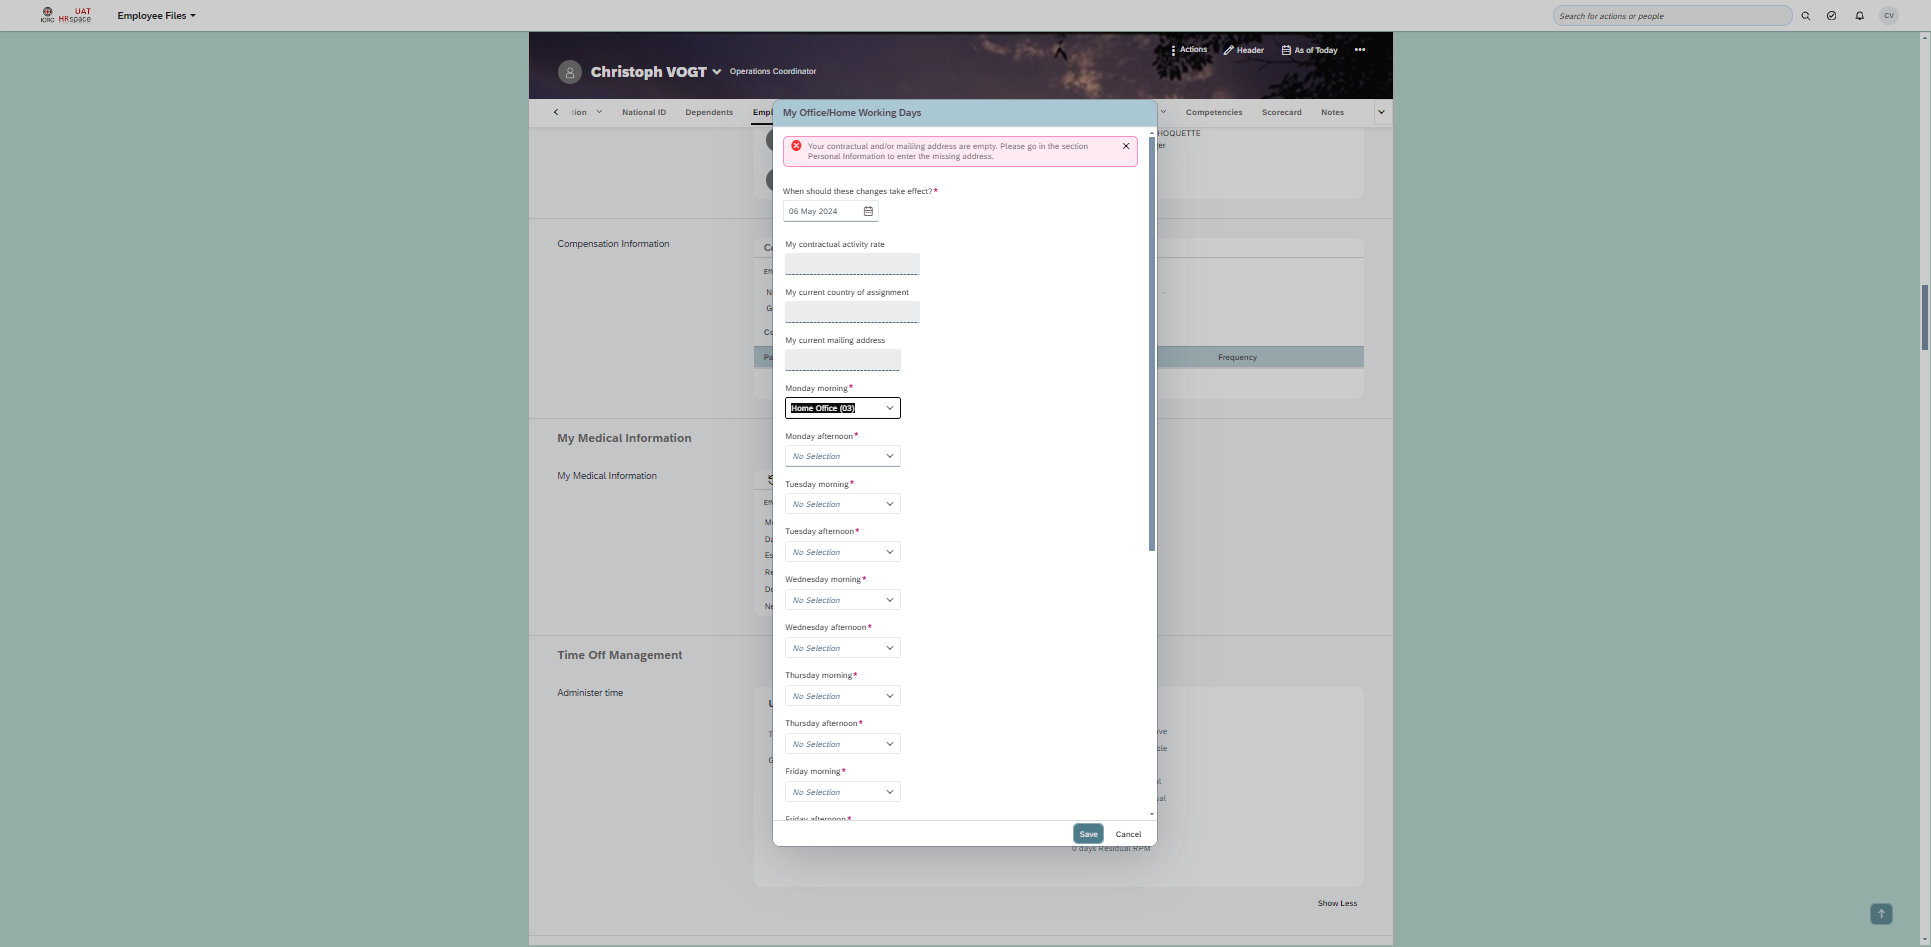 ICRC
UAT
HRspace
Employee Files
Search for actions or people
CV
Actions
Header
As of Today
Christoph VOGT
Operations Coordinator
National ID
Dependents
Empl
Competencies
Scorecard
Notes
My Office/Home Working Days
HOQUETTE
ger
Your contractual and/or maililng address are empty. Please go in the section
Personal Information to enter the missing address.
When should these changes take effect?*
06 May 2024
Compensation Information
My contractual activity rate
My current country of assignment
My current mailing address
Frequency
Monday morning*
Home Office (03)
Monday afternoon*
No Selection
My Medical Information
My Medical Information
Tuesday morning*
No Selection
Tuesday afternoon*
No Selection
Wednesday morning*
No Selection
Wednesday afternoon*
No Selection
Time Off Management
Administer time
Thursday morning*
No Selection
Thursday afternoon*
No Selection
Friday morning*
No Selection
Friday afternoon*
Save
Cancel
0 days Residual RPM
Show Less